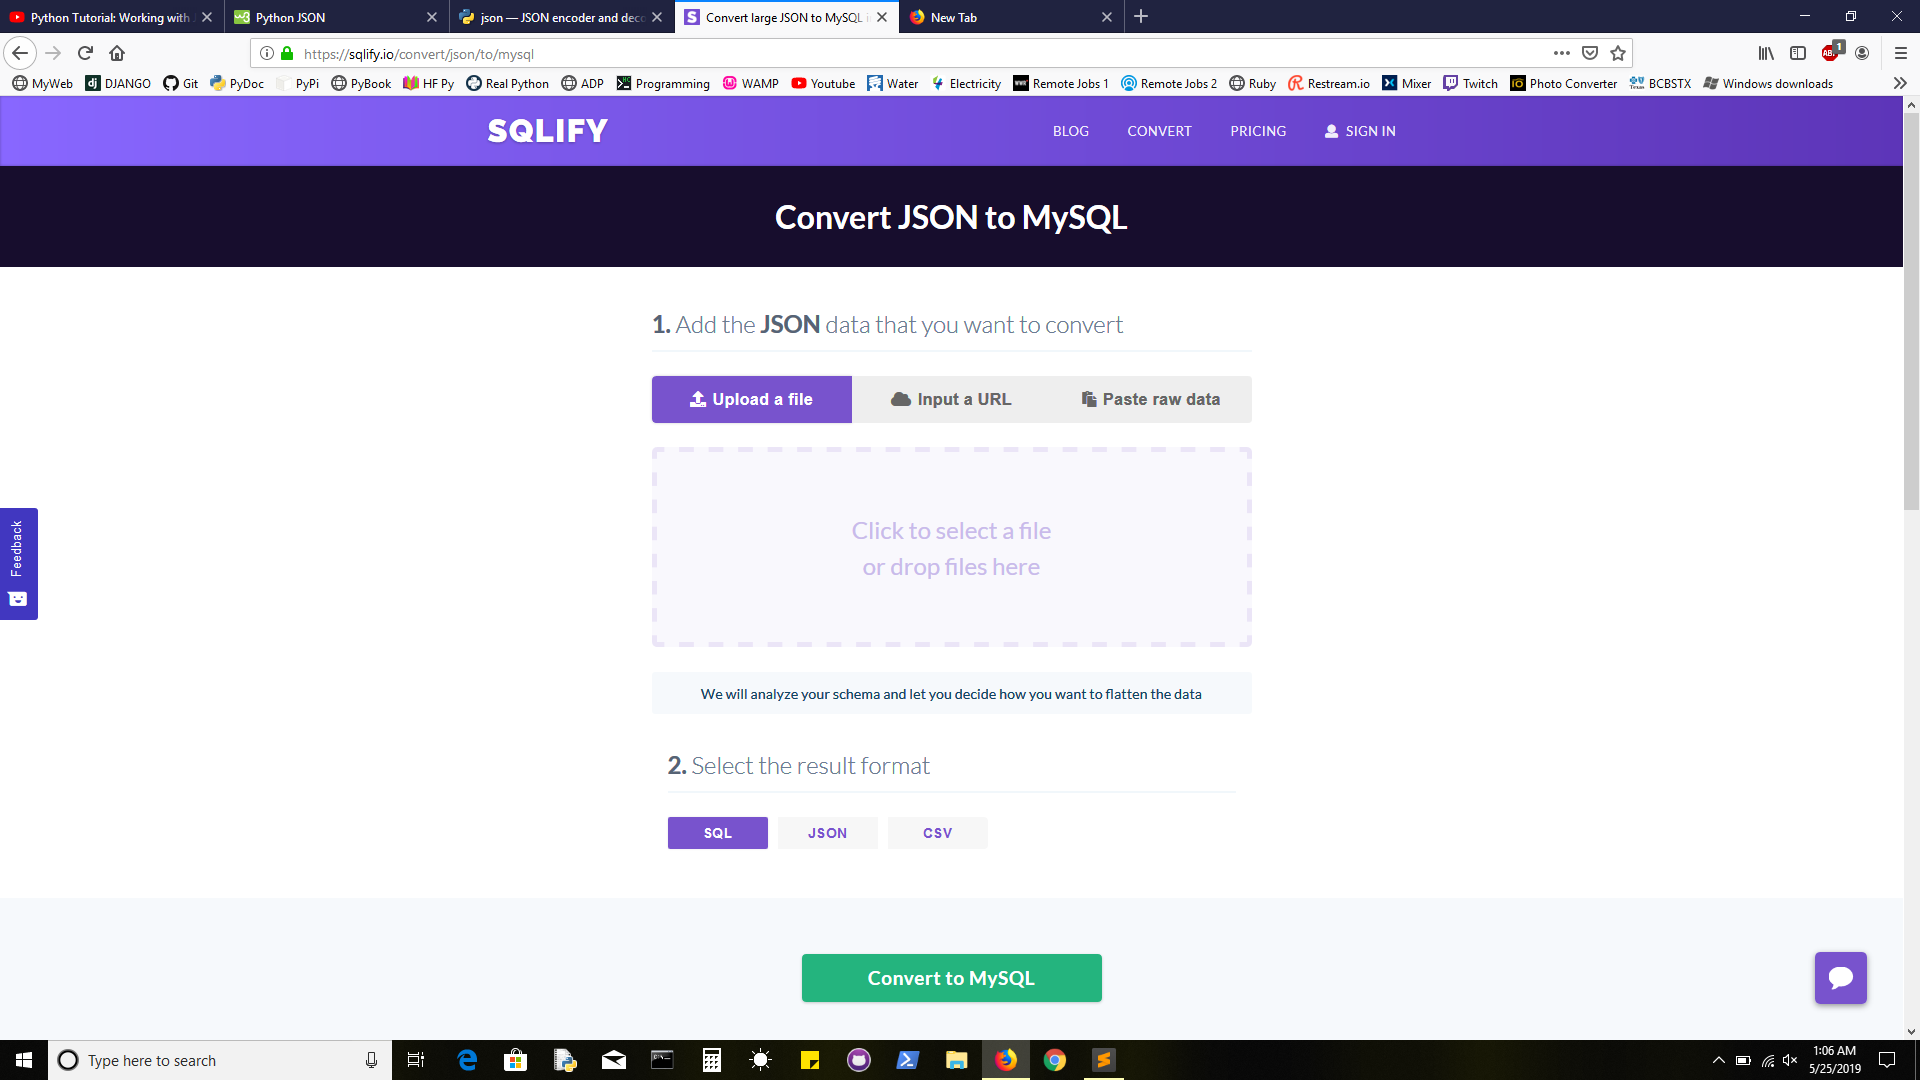 Python Tutorial: Working with
Python JSON
json — JSON encoder and deco
Convert large JSON to MySQL
New Tab
https://sqlify.io/convert/json/to/mysql
1
MyWeb DJANGO Git PyDoc PyPi PyBook HF Py Real Python ADP Programming WAMP Youtube Water Electricity Remote Jobs 1 Remote Jobs 2 Ruby Restream.io Mixer Twitch Photo Converter BCBSTX Windows downloads
SQLIFY
BLOG CONVERT PRICING SIGN IN
Convert JSON to MySQL
1. Add the JSON data that you want to convert
Upload a file Input a URL Paste raw data
Click to select a file
or drop files here
Feedback
We will analyze your schema and let you decide how you want to flatten the data
2. Select the result format
SQL JSON CSV
Convert to MySQL
Type here to search
1:06 AM
5/25/2019